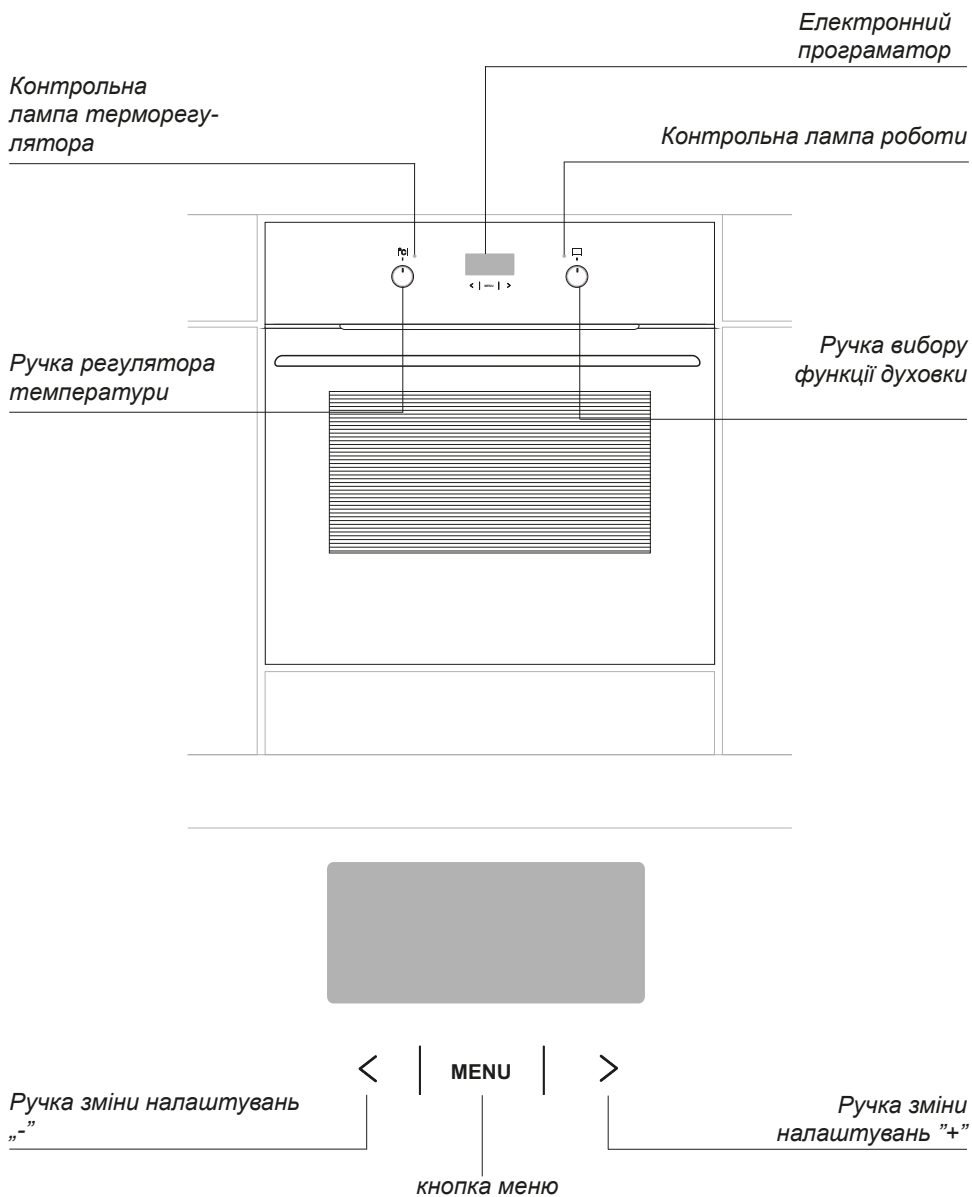 Електронний
програматор
Контрольна
лампа терморегу-
лятора
Контрольна лампа роботи
°C
< | MENU | >
Ручка регулятора
температури
Ручка вибору
функції духовки
< | MENU | >
Ручка зміни налаштувань
„-”
Ручка зміни
налаштувань ”+”
кнопка меню